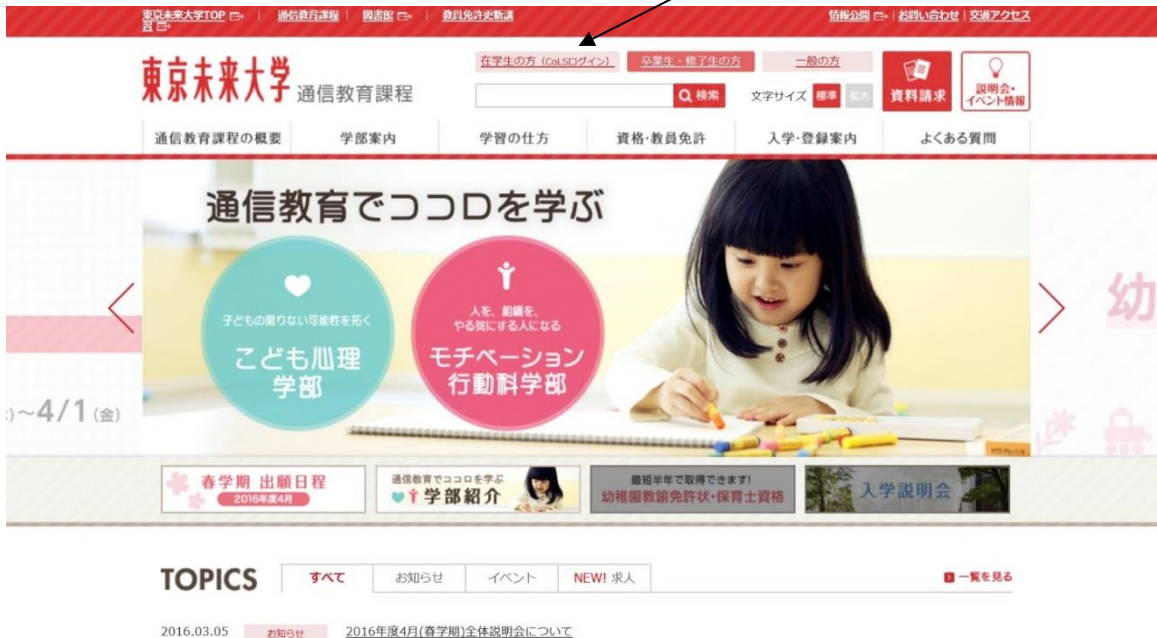 東京未来大学TOP | 通信教育課程 | 図書館 | 教員免許更新講習
情報公開 | お問い合わせ | 交通アクセス
東京未来大学 通信教育課程
在学生の方 (CoLSログイン) 卒業生・修了生の方 一般の方
検索 文字サイズ 標準 拡大
資料請求
説明会・
イベント情報
通信教育課程の概要 学部案内 学習の仕方 資格・教員免許 入学・登録案内 よくある質問
通信教育でココロを学ぶ
子どもの限りない可能性を拓く
こども心理
学部
人を、組織を、
やる気にする人になる
モチベーション
行動科学部
)~4/1(金)
幼
春学期 出願日程
2016年度4月
通信教育でココロを学ぶ
学部紹介
最短半年で取得できます!
幼稚園教諭免許状・保育士資格
入学説明会
TOPICS すべて お知らせ イベント NEW! 求人 一覧を見る
2016.03.05 お知らせ 2016年度4月(春学期)全体説明会について